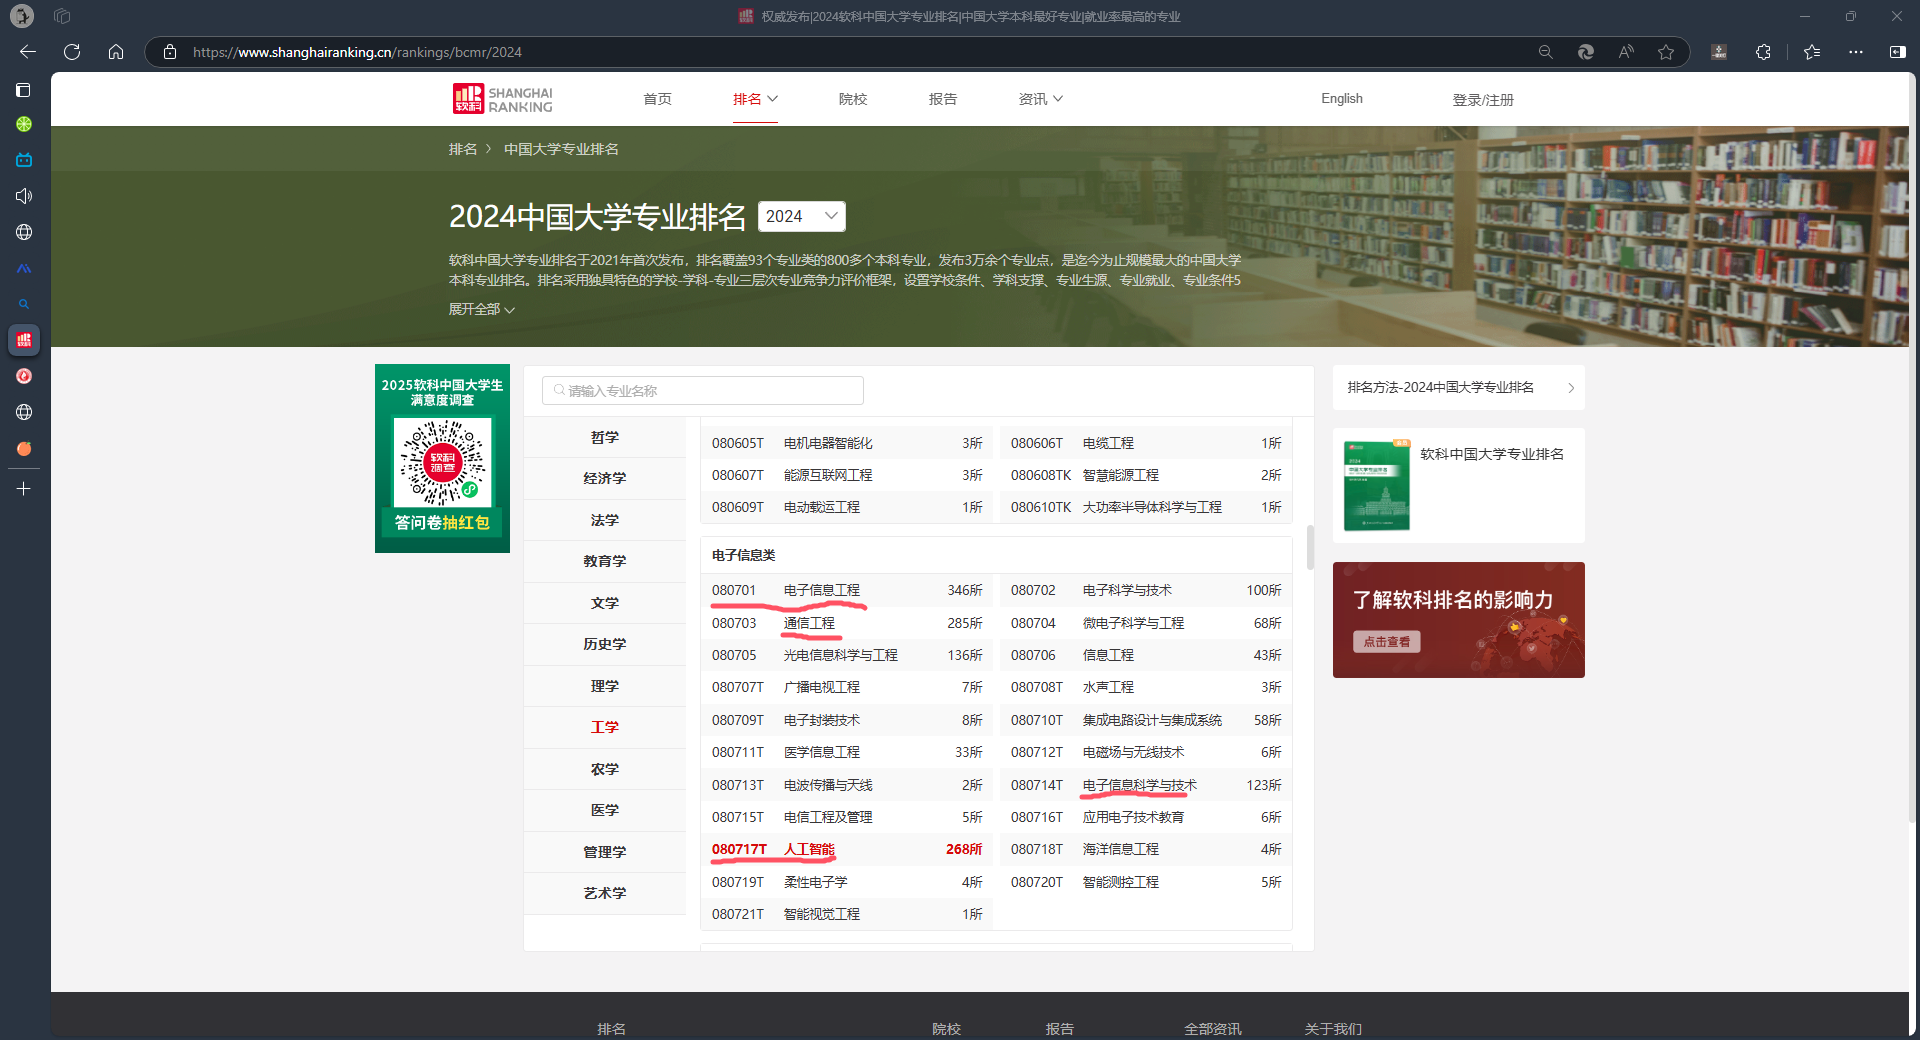 权威发布|2024软科中国大学专业排名|中国大学本科最好专业|就业率最高的专业
https://www.shanghairanking.cn/rankings/bcmr/2024
软科 SHANGHAI RANKING
首页
排名
院校
报告
资讯
English
登录/注册
排名 > 中国大学专业排名
2024中国大学专业排名 2024
软科中国大学专业排名于2021年首次发布，排名覆盖93个专业类的800多个本科专业，发布3万余个专业点，是迄今为止规模最大的中国大学
本科专业排名。排名采用独具特色的学校-学科-专业三层次专业竞争力评价框架，设置学校条件、学科支撑、专业生源、专业就业、专业条件5
展开全部
2025软科中国大学生
满意度调查
软科
调查
答问卷抽红包
请输入专业名称
哲学
经济学
法学
教育学
文学
历史学
理学
工学
农学
医学
管理学
艺术学
080605T 电机电器智能化 3所 080606T 电缆工程 1所
080607T 能源互联网工程 3所 080608TK 智慧能源工程 2所
080609T 电动载运工程 1所 080610TK 大功率半导体科学与工程 1所
电子信息类
080701 电子信息工程 346所 080702 电子科学与技术 100所
080703 通信工程 285所 080704 微电子科学与工程 68所
080705 光电信息科学与工程 136所 080706 信息工程 43所
080707T 广播电视工程 7所 080708T 水声工程 3所
080709T 电子封装技术 8所 080710T 集成电路设计与集成系统 58所
080711T 医学信息工程 33所 080712T 电磁场与无线技术 6所
080713T 电波传播与天线 2所 080714T 电子信息科学与技术 123所
080715T 电信工程及管理 5所 080716T 应用电子技术教育 6所
080717T 人工智能 268所 080718T 海洋信息工程 4所
080719T 柔性电子学 4所 080720T 智能测控工程 5所
080721T 智能视觉工程 1所
排名方法-2024中国大学专业排名
2024
中国大学专业排名
软科中国大学专业排名
了解软科排名的影响力
点击查看
排名
院校
报告
全部资讯
关于我们